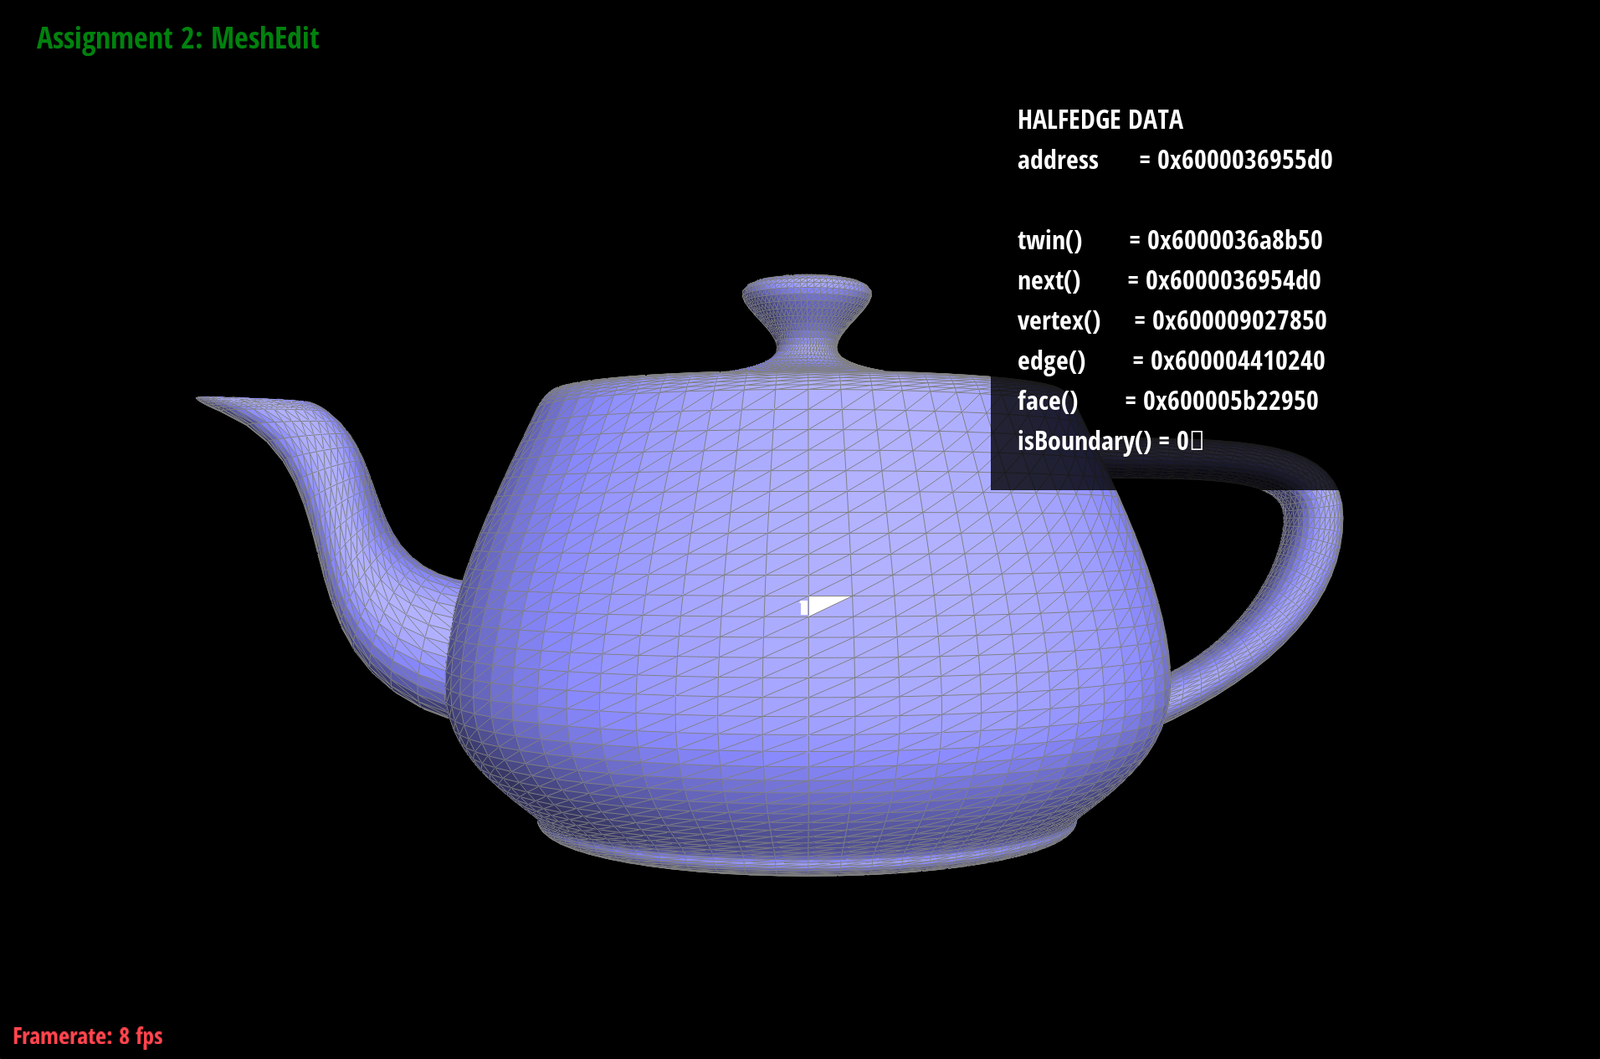 Assignment 2: MeshEdit
HALFEDGE DATA
address = 0x6000036955d0
twin() = 0x6000036a8b50
next() = 0x6000036954d0
vertex() = 0x600009027850
edge() = 0x600004410240
face() = 0x600005b22950
isBoundary() = 0
Framerate: 8 fps